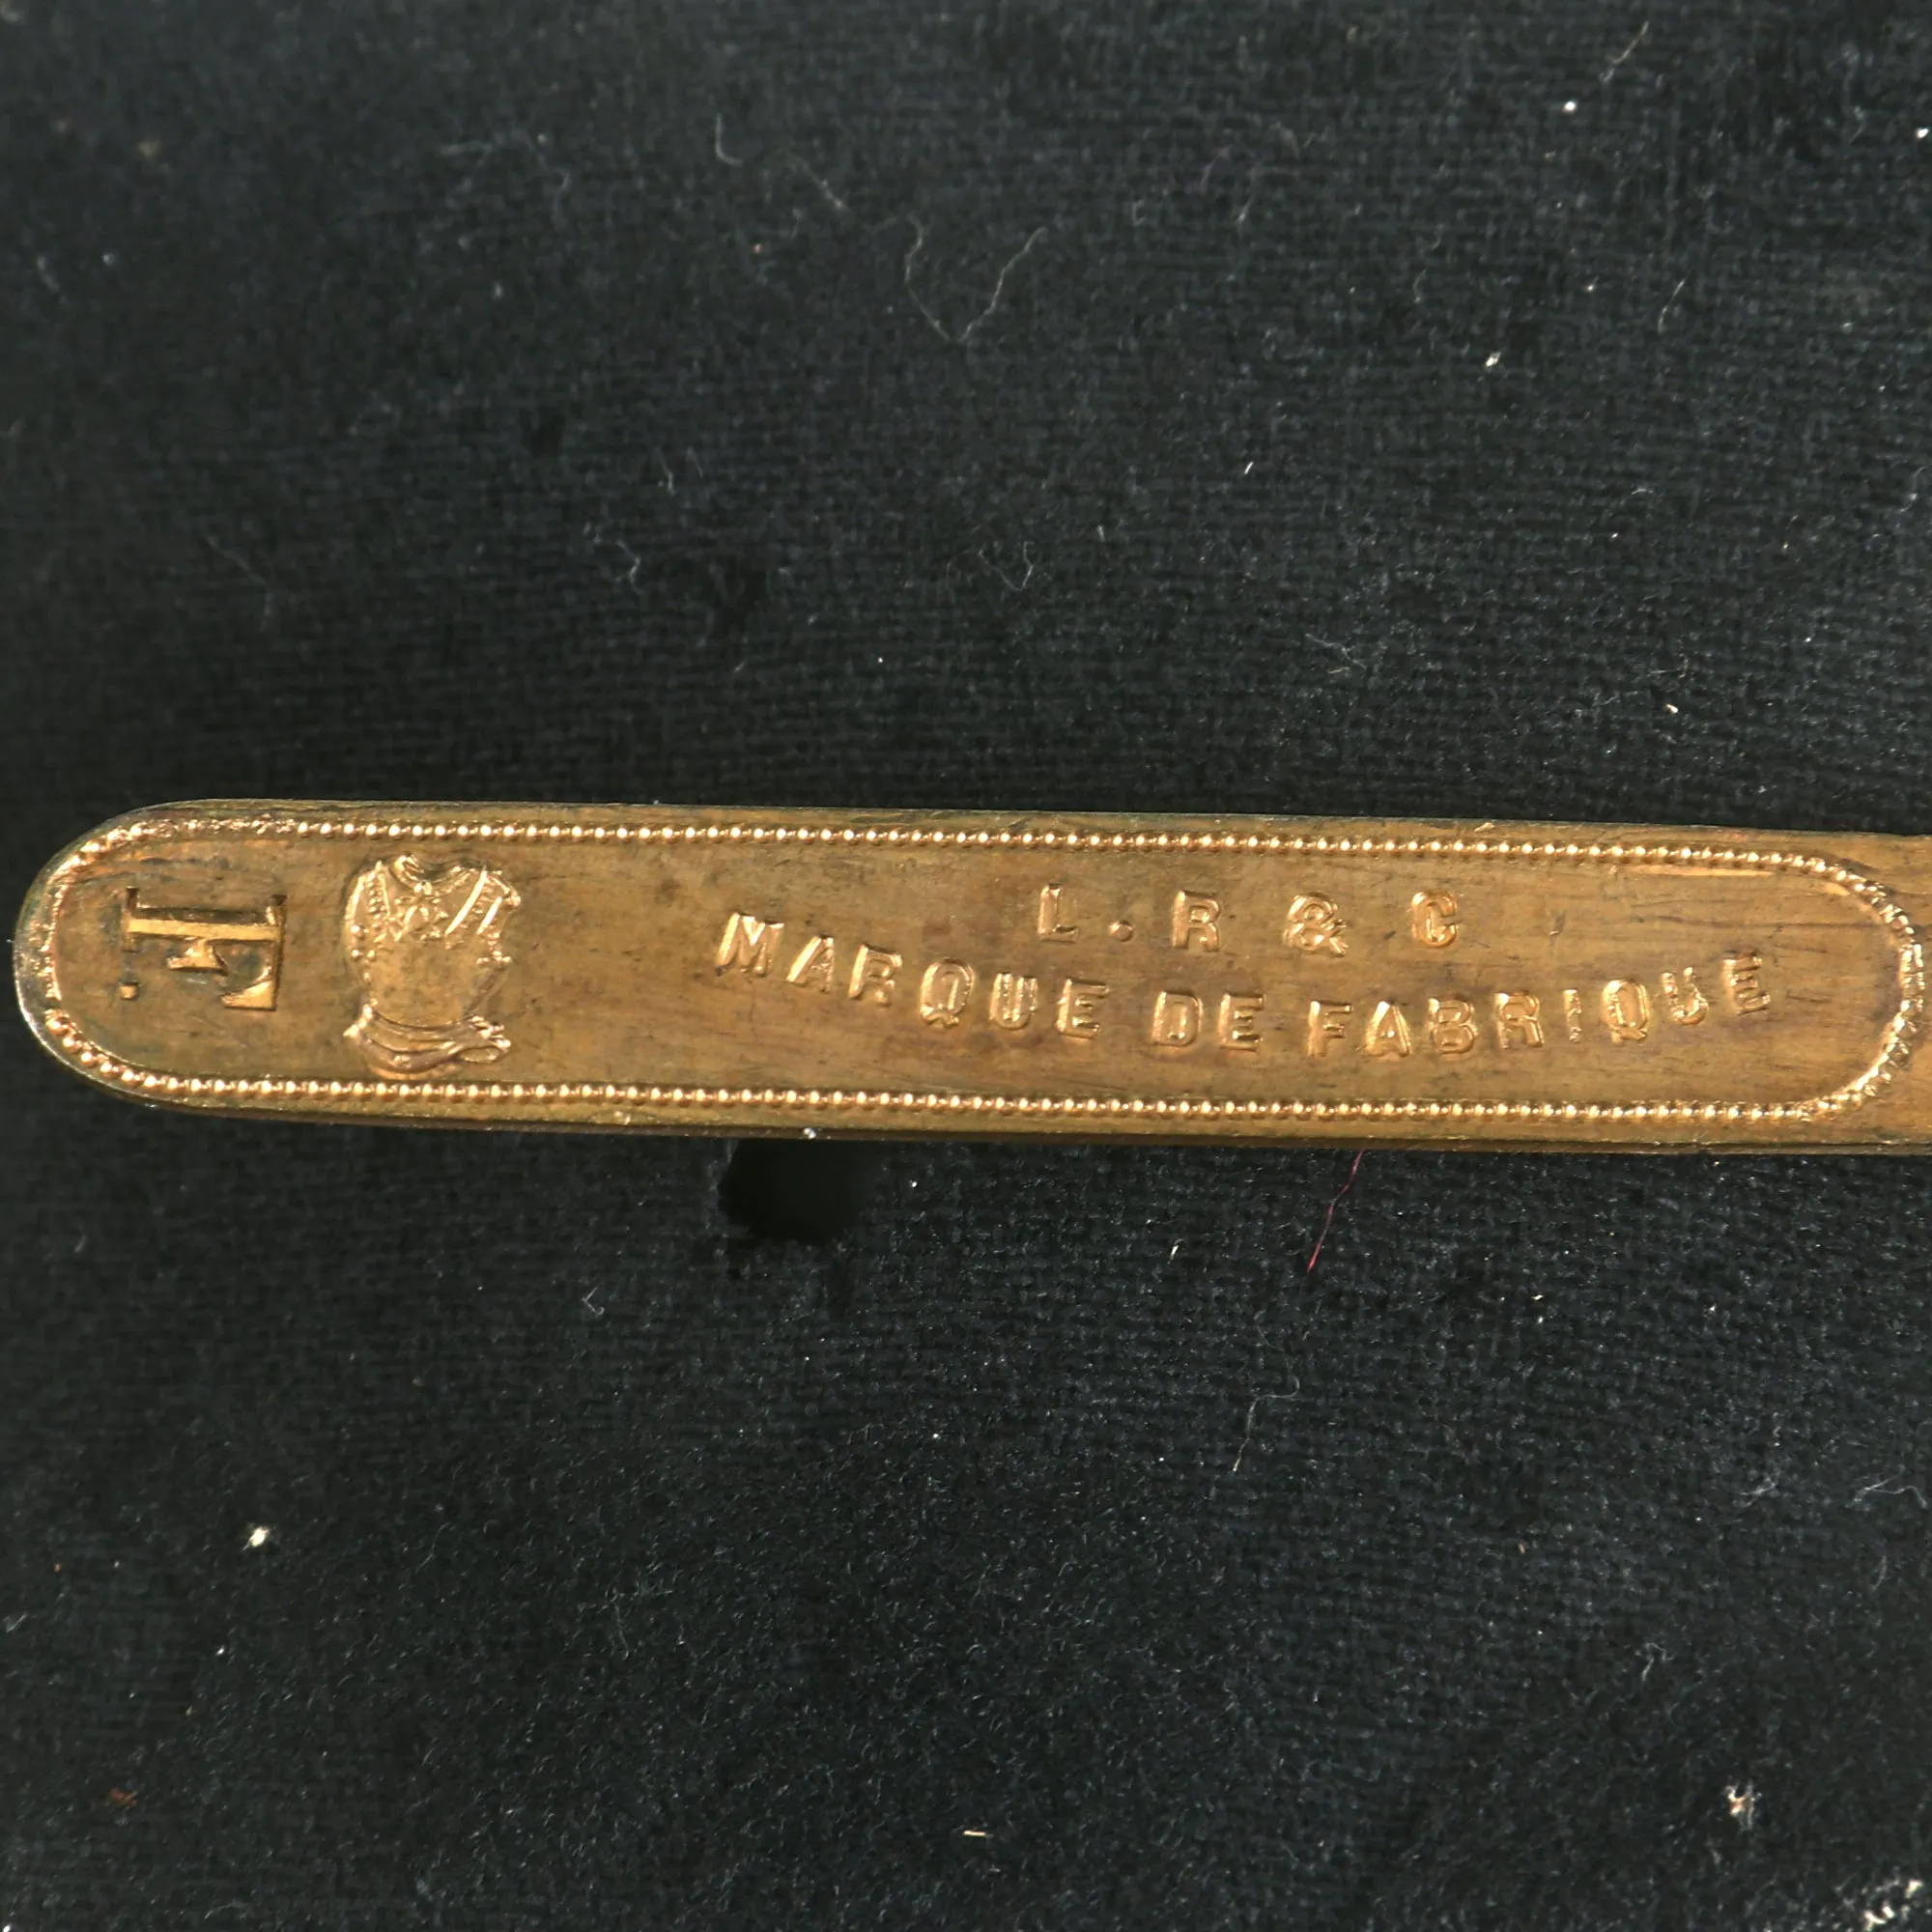 F.
L. R & C
MARQUE DE FABRIQUE